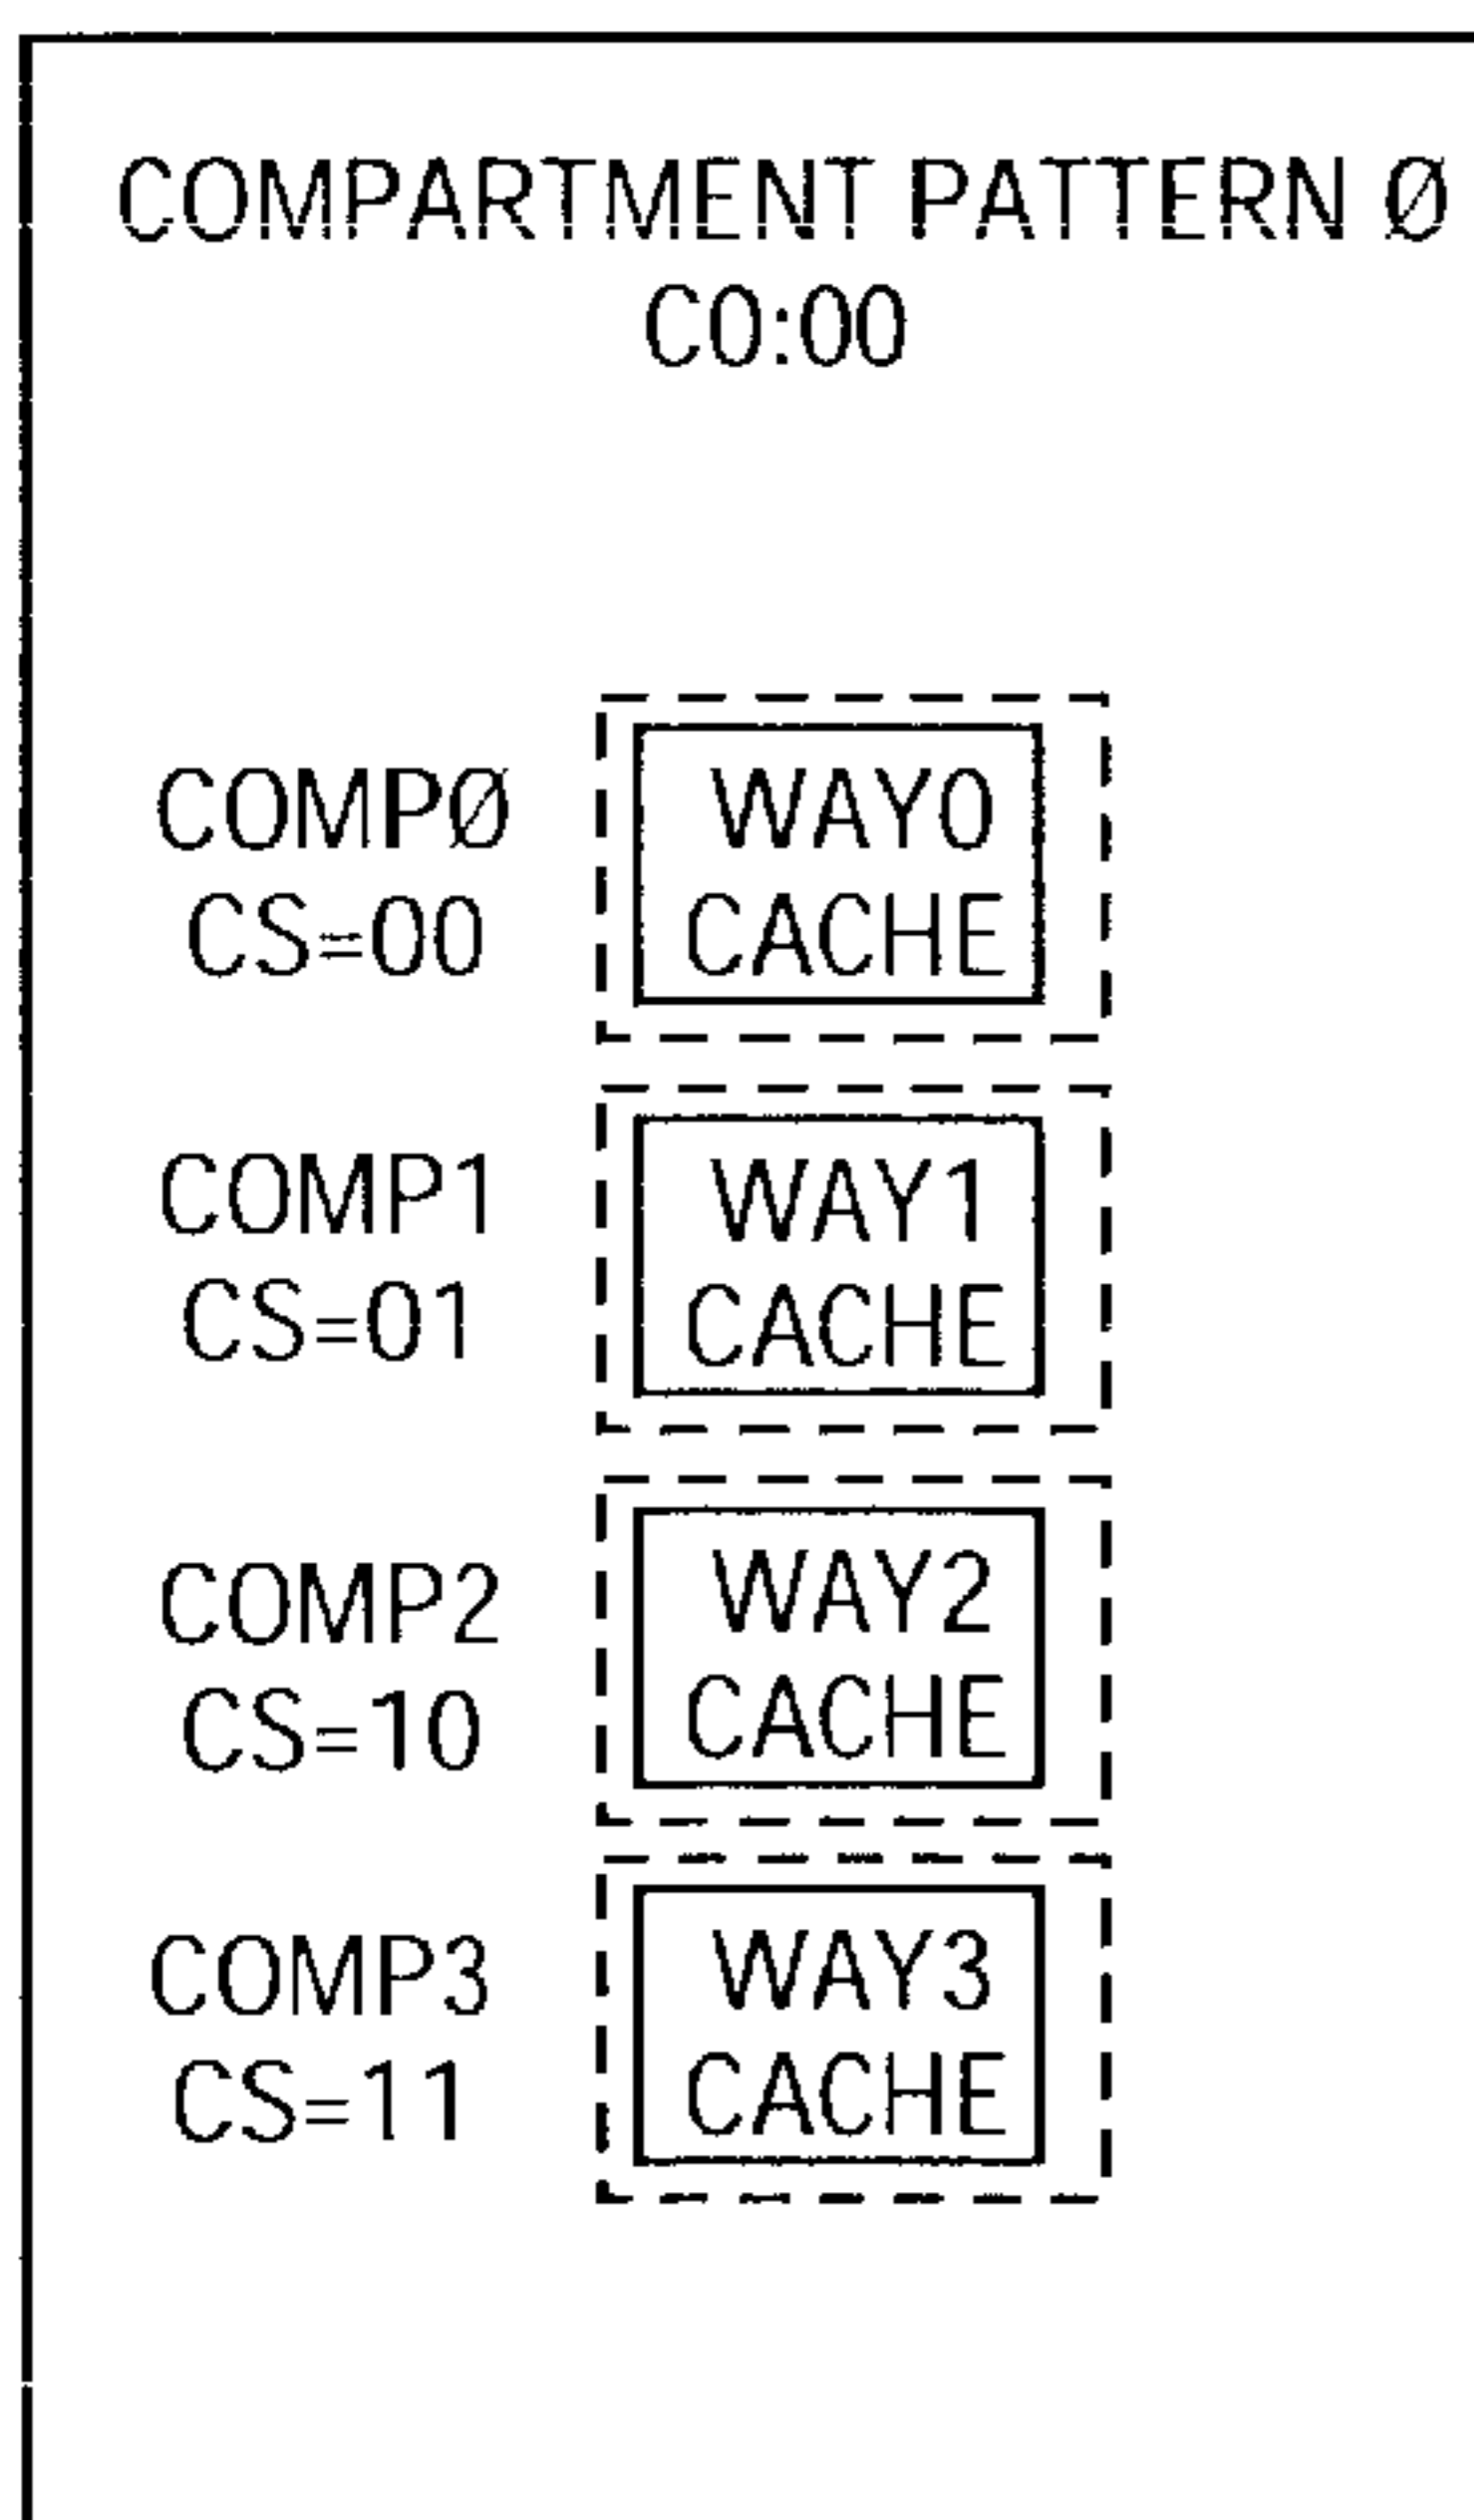 COMPARTMENT PATTERN Ø
C0:00
COMPØ
CS=00
WAY0
CACHE
COMP1
CS=01
WAY1
CACHE
COMP2
CS=10
WAY2
CACHE
COMP3
CS=11
WAY3
CACHE